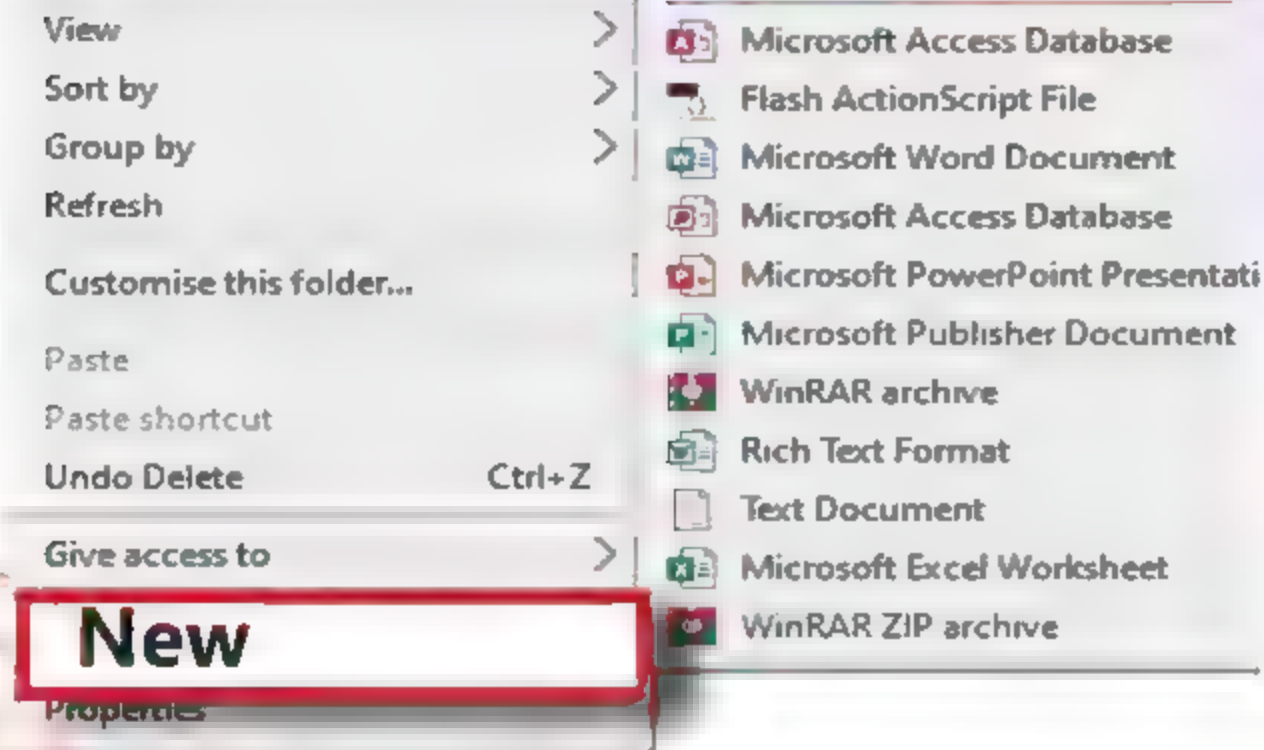 View
Sort by
Group by
Refresh
Customise this folder...
Paste
Paste shortcut
Undo Delete Ctrl+Z
Give access to
New
Properties
Microsoft Access Database
Flash ActionScript File
Microsoft Word Document
Microsoft Access Database
Microsoft PowerPoint Presentati
Microsoft Publisher Document
WinRAR archive
Rich Text Format
Text Document
Microsoft Excel Worksheet
WinRAR ZIP archive